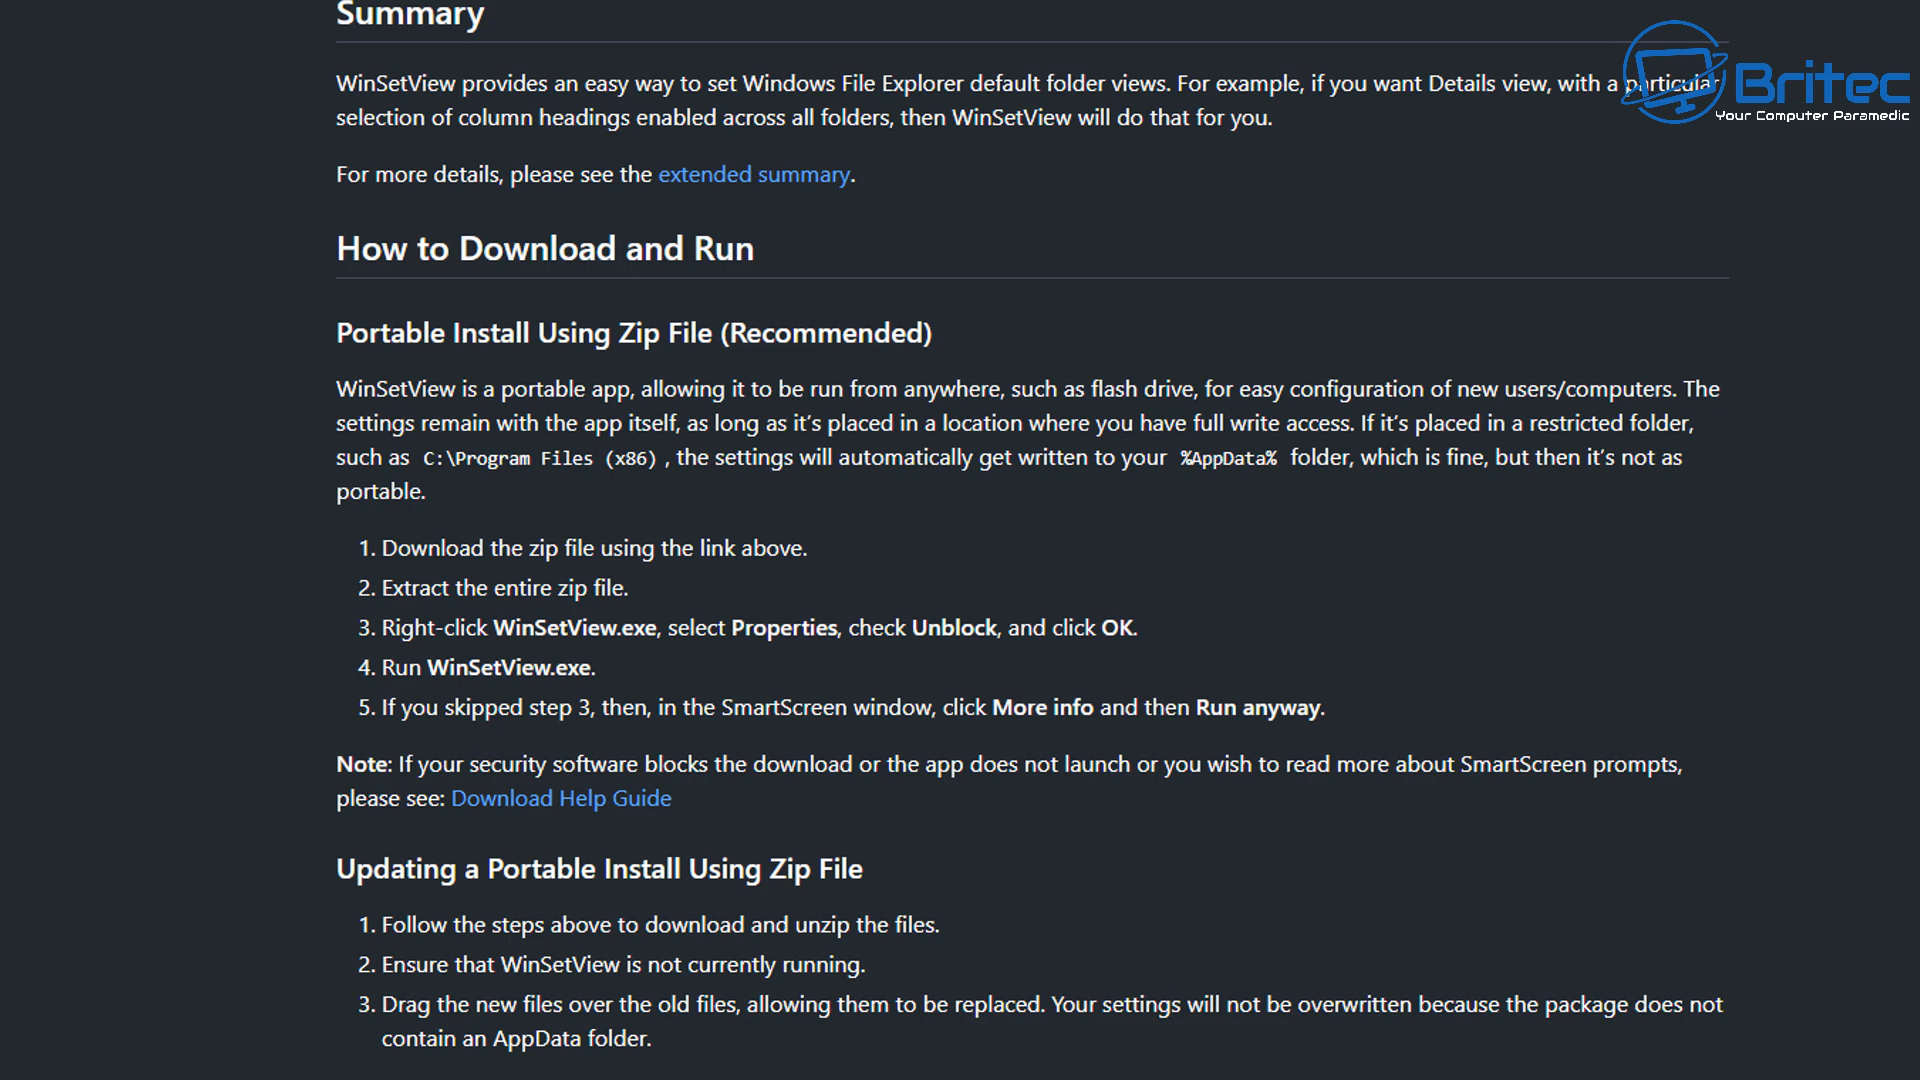 Summary
WinSetView provides an easy way to set Windows File Explorer default folder views. For example, if you want Details view, with a particular
selection of column headings enabled across all folders, then WinSetView will do that for you.
For more details, please see the extended summary.
Britec
Your Computer Paramedic
How to Download and Run
Portable Install Using Zip File (Recommended)
WinSetView is a portable app, allowing it to be run from anywhere, such as flash drive, for easy configuration of new users/computers. The
settings remain with the app itself, as long as it’s placed in a location where you have full write access. If it’s placed in a restricted folder,
such as C:\Program Files (x86) , the settings will automatically get written to your %AppData% folder, which is fine, but then it’s not as
portable.
1. Download the zip file using the link above.
2. Extract the entire zip file.
3. Right-click WinSetView.exe, select Properties, check Unblock, and click OK.
4. Run WinSetView.exe.
5. If you skipped step 3, then, in the SmartScreen window, click More info and then Run anyway.
Note: If your security software blocks the download or the app does not launch or you wish to read more about SmartScreen prompts,
please see: Download Help Guide
Updating a Portable Install Using Zip File
1. Follow the steps above to download and unzip the files.
2. Ensure that WinSetView is not currently running.
3. Drag the new files over the old files, allowing them to be replaced. Your settings will not be overwritten because the package does not
contain an AppData folder.